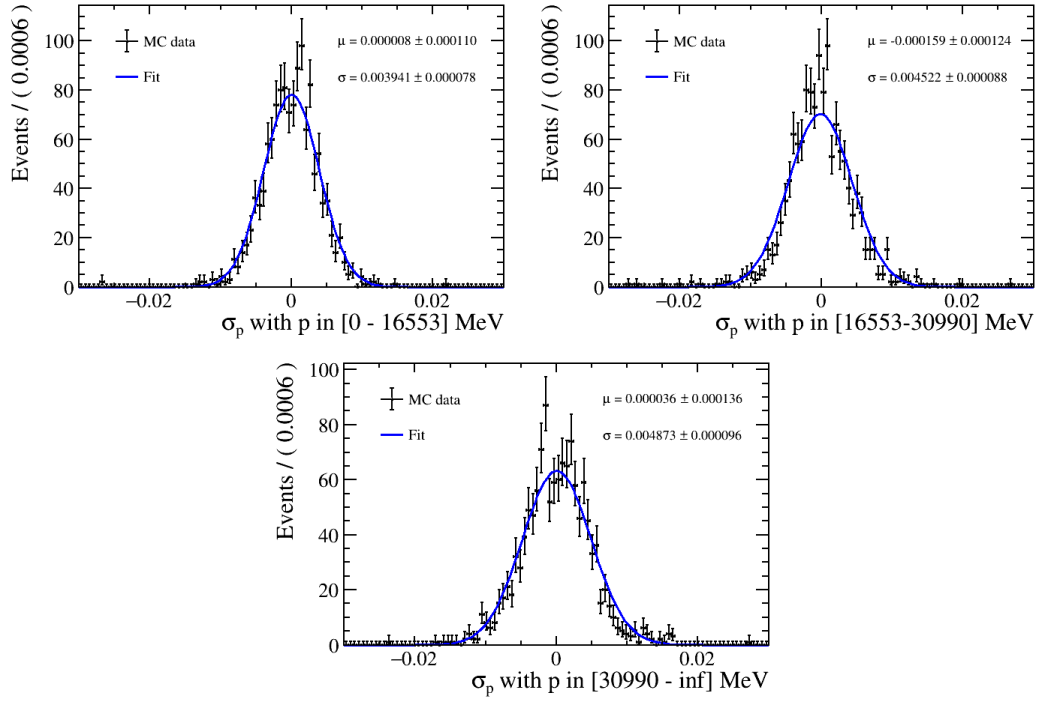 Events / ( 0.0006 )
100
80
60
40
20
0
MC data
Fit
μ = 0.000008 ± 0.000110
σ = 0.003941 ± 0.000078
−0.02 0 0.02
σp with p in [0 - 16553] MeV
Events / ( 0.0006 )
100
80
60
40
20
0
MC data
Fit
μ = -0.000159 ± 0.000124
σ = 0.004522 ± 0.000088
−0.02 0 0.02
σp with p in [16553-30990] MeV
Events / ( 0.0006 )
100
80
60
40
20
0
MC data
Fit
μ = 0.000036 ± 0.000136
σ = 0.004873 ± 0.000096
−0.02 0 0.02
σp with p in [30990 - inf] MeV